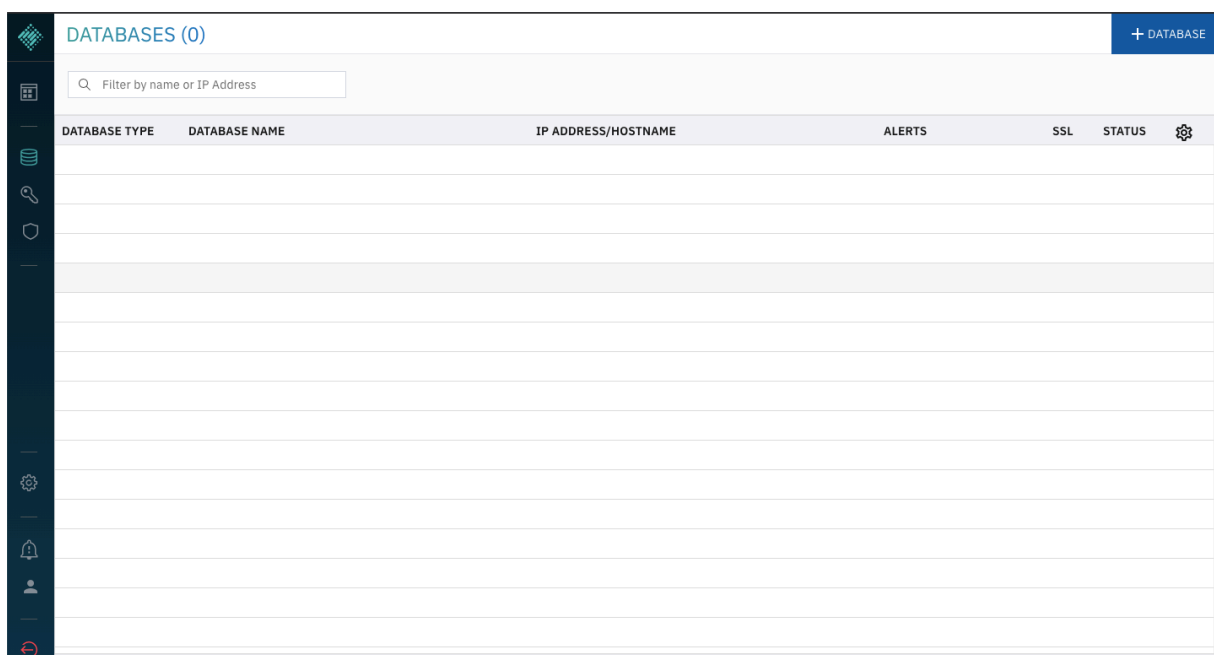 DATABASES (0)
+ DATABASE
Filter by name or IP Address
DATABASE TYPE DATABASE NAME IP ADDRESS/HOSTNAME ALERTS SSL STATUS